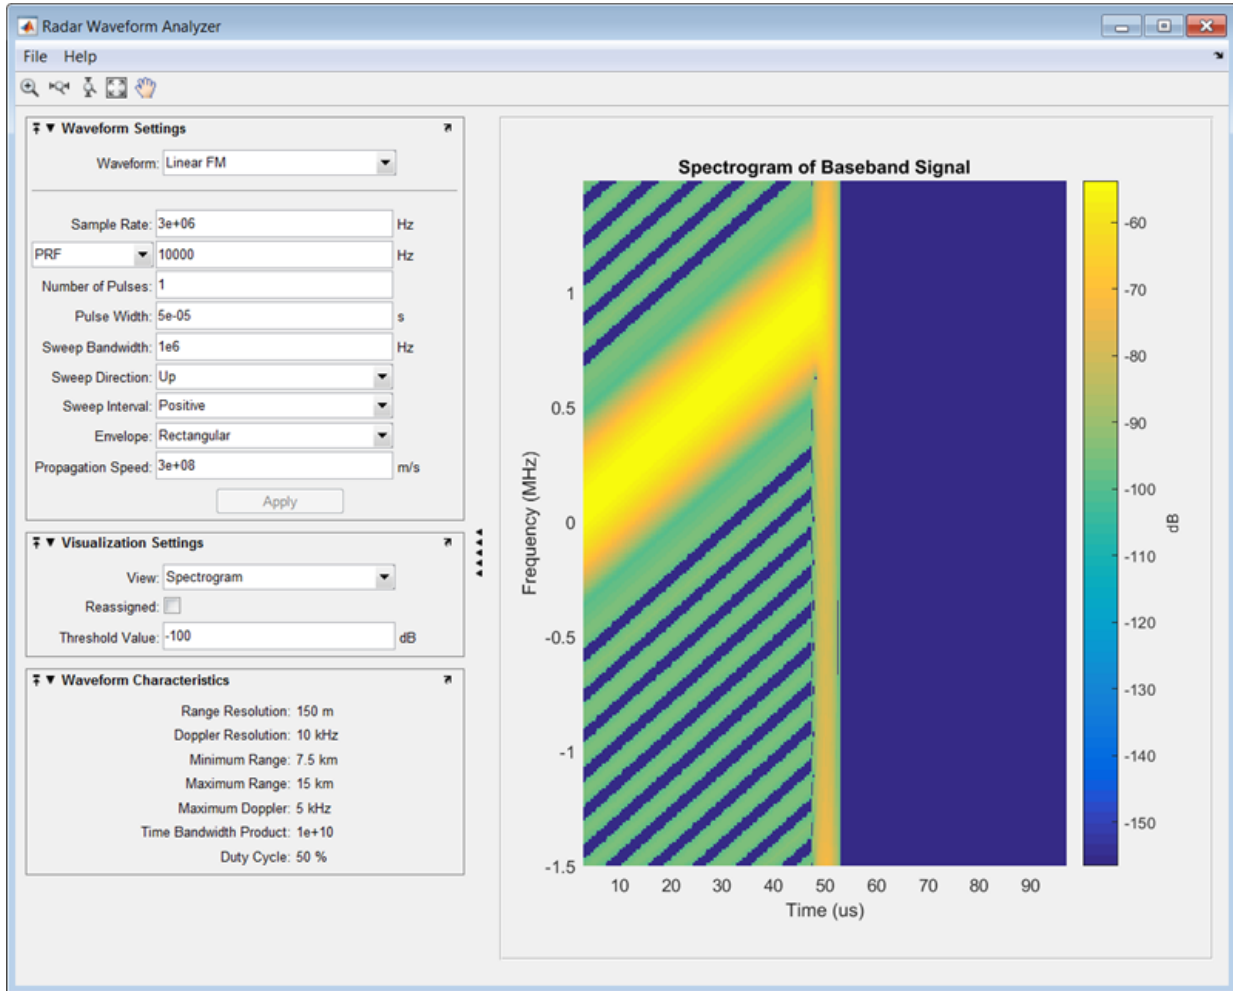 Radar Waveform Analyzer
File Help
Waveform Settings
Waveform: Linear FM
Sample Rate: 3e+06 Hz
PRF 10000 Hz
Number of Pulses: 1
Pulse Width: 5e-05 s
Sweep Bandwidth: 1e6 Hz
Sweep Direction: Up
Sweep Interval: Positive
Envelope: Rectangular
Propagation Speed: 3e+08 m/s
Apply
Visualization Settings
View: Spectrogram
Reassigned:
Threshold Value: -100 dB
Waveform Characteristics
Range Resolution: 150 m
Doppler Resolution: 10 kHz
Minimum Range: 7.5 km
Maximum Range: 15 km
Maximum Doppler: 5 kHz
Time Bandwidth Product: 1e+10
Duty Cycle: 50 %
Spectrogram of Baseband Signal
Frequency (MHz)
1
0.5
0
-0.5
-1
-1.5
10 20 30 40 50 60 70 80 90
Time (us)
-60
-70
-80
-90
-100
-110
-120
-130
-140
-150
dB